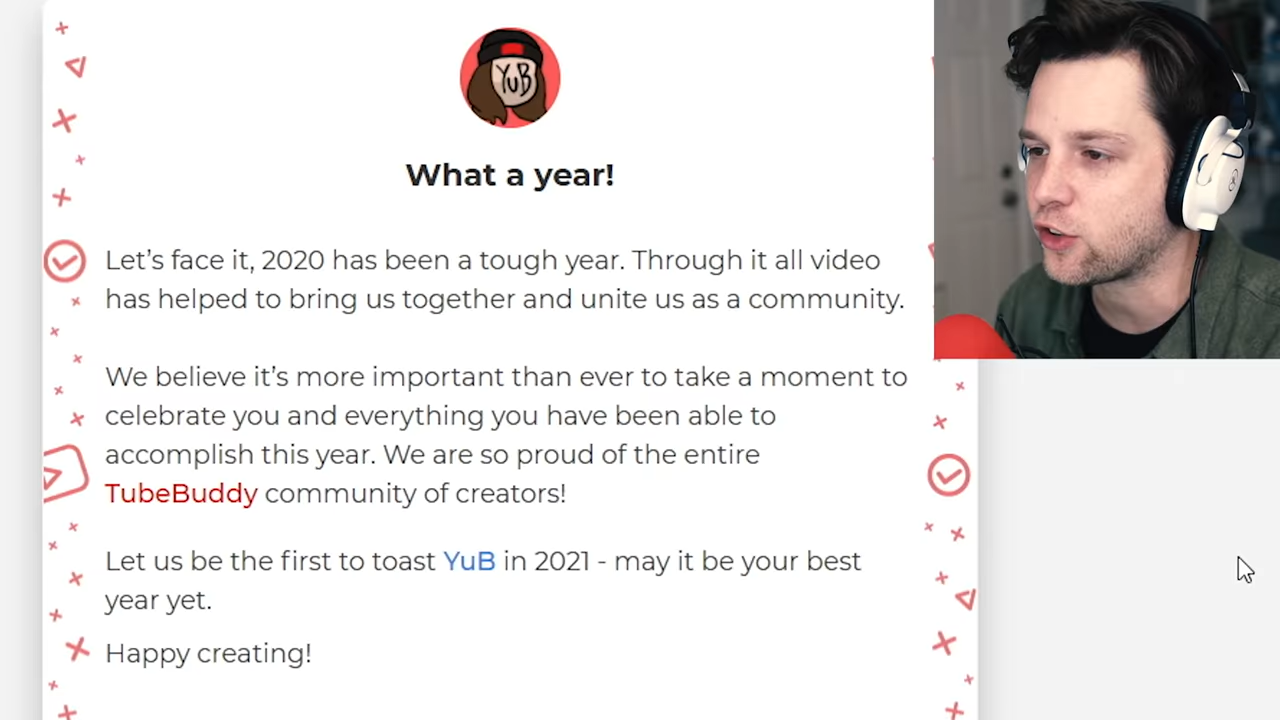 YuB
What a year!
Let’s face it, 2020 has been a tough year. Through it all video
has helped to bring us together and unite us as a community.
We believe it’s more important than ever to take a moment to
celebrate you and everything you have been able to
accomplish this year. We are so proud of the entire
TubeBuddy community of creators!
Let us be the first to toast YuB in 2021 - may it be your best
year yet.
Happy creating!